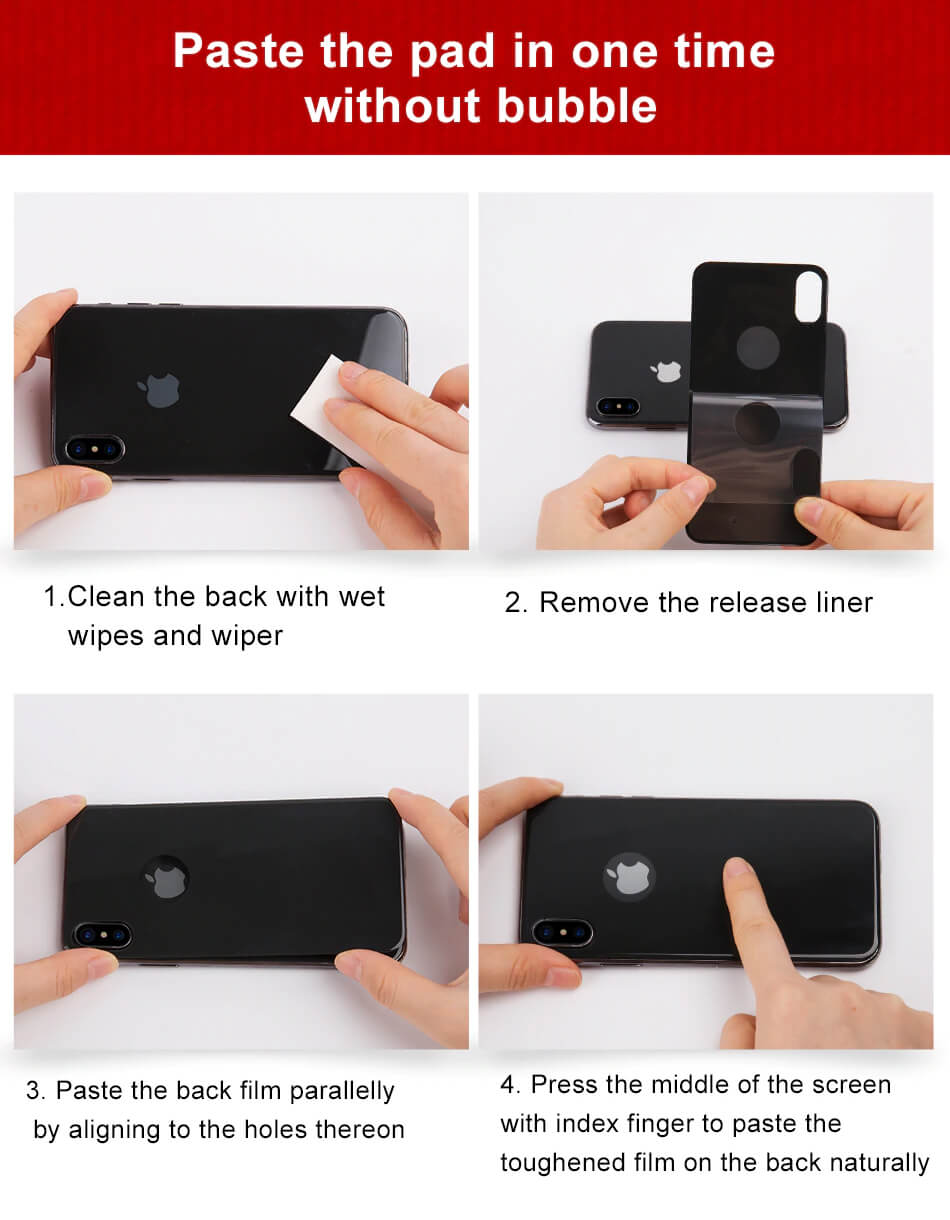 Paste the pad in one time
without bubble
1.Clean the back with wet
wipes and wiper
2. Remove the release liner
3. Paste the back film parallelly
by aligning to the holes thereon
4. Press the middle of the screen
with index finger to paste the
toughened film on the back naturally